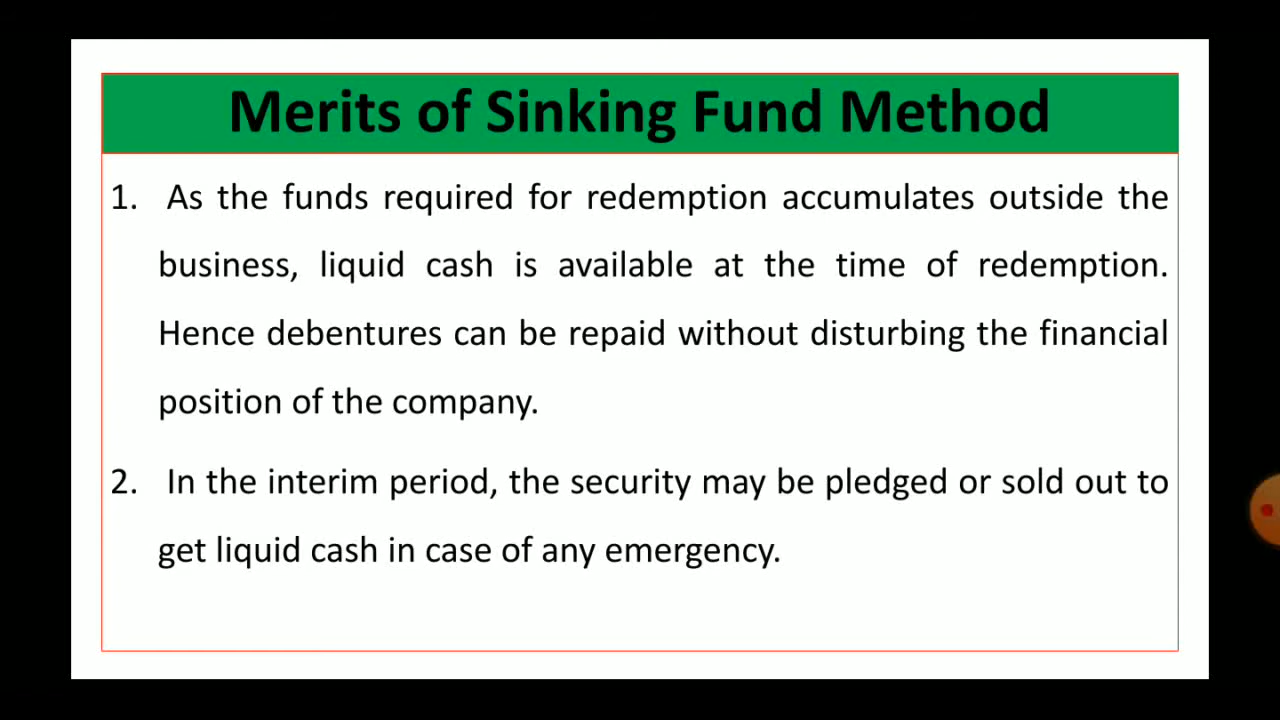 Merits of Sinking Fund Method
1. As the funds required for redemption accumulates outside the
business, liquid cash is available at the time of redemption.
Hence debentures can be repaid without disturbing the financial
position of the company.
2. In the interim period, the security may be pledged or sold out to
get liquid cash in case of any emergency.